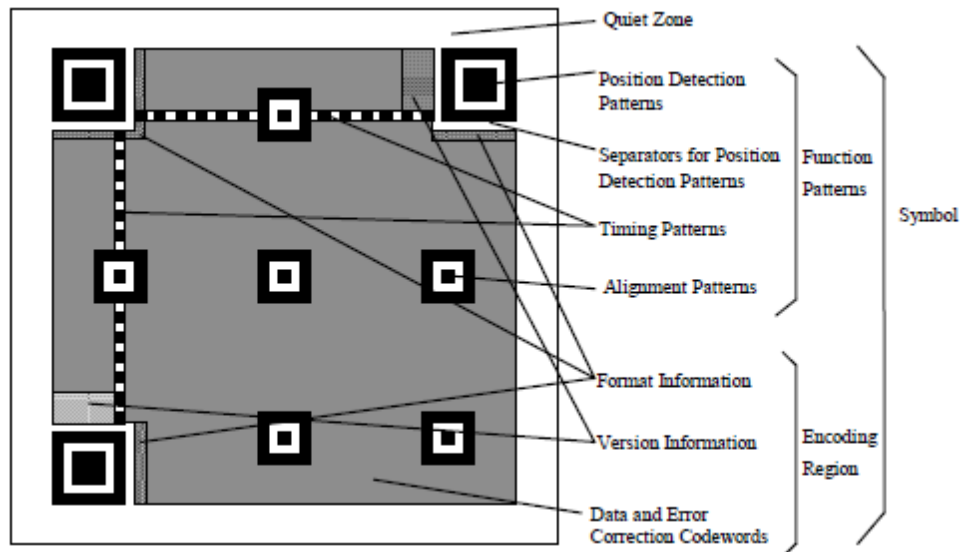 Quiet Zone
Position Detection
Patterns
Separators for Position
Detection Patterns
Timing Patterns
Alignment Patterns
Function
Patterns
Symbol
Format Information
Version Information
Data and Error
Correction Codewords
Encoding
Region